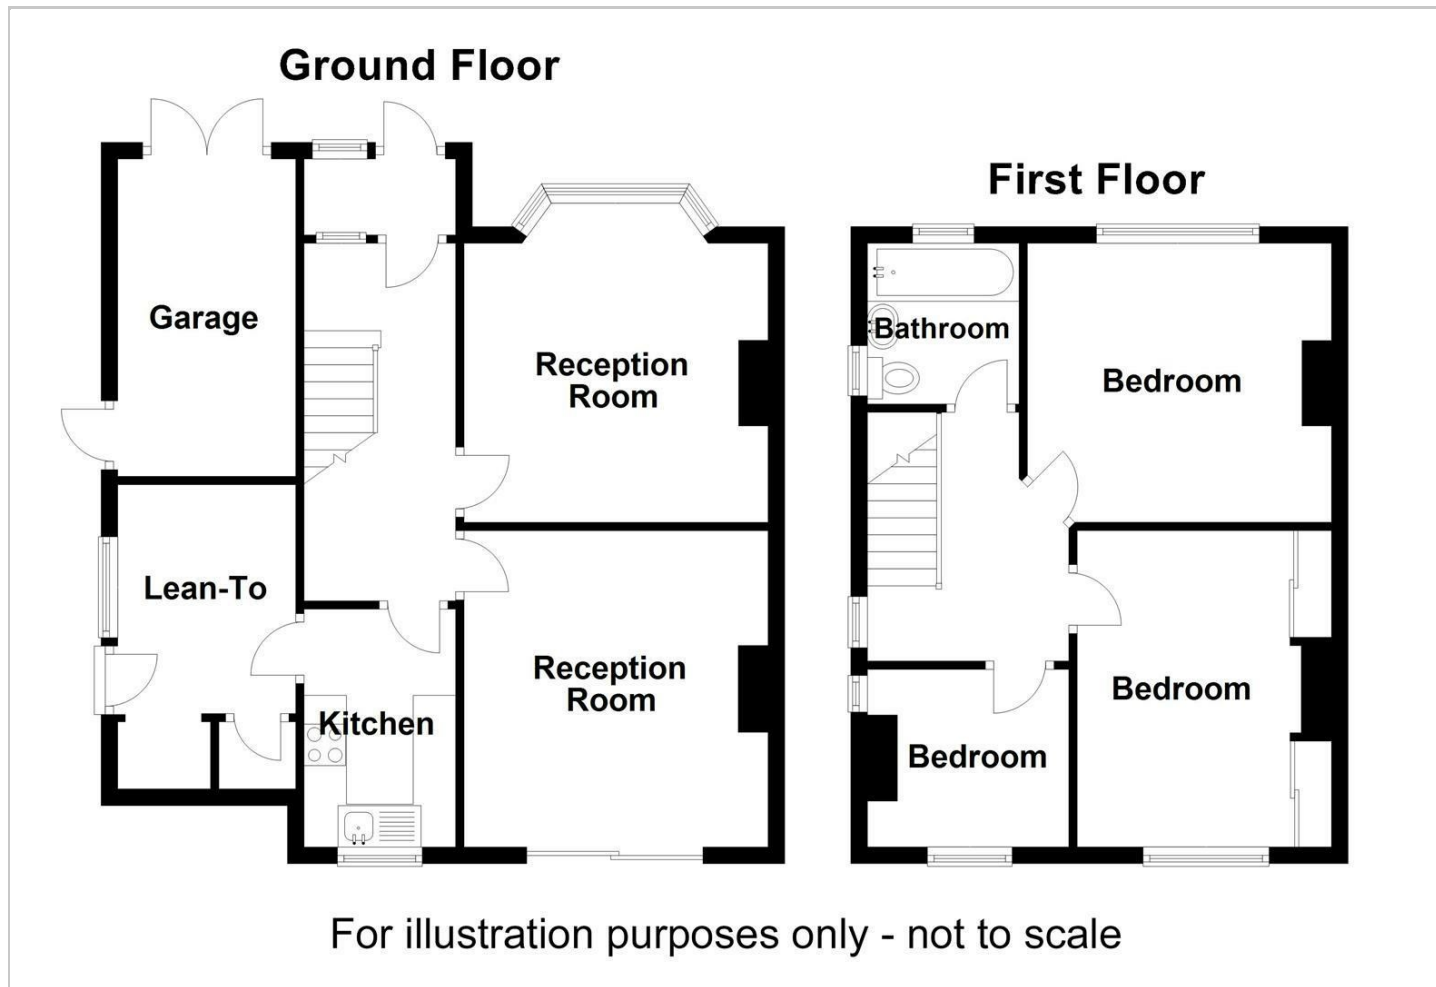 Ground Floor
First Floor
Garage
Bathroom
Reception
Room
Bedroom
Lean-To
Reception
Room
Bedroom
Kitchen
Bedroom
For illustration purposes only - not to scale